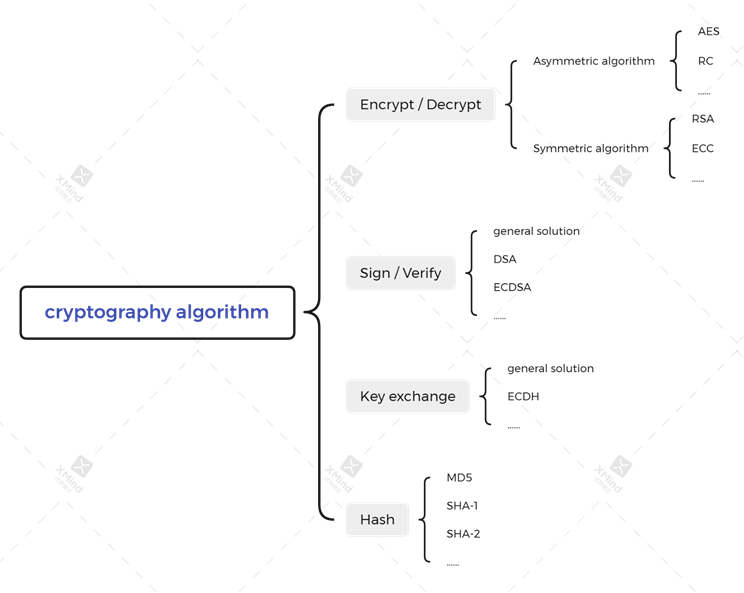 AES
Asymmetric algorithm
RC
......
Encrypt / Decrypt
RSA
Symmetric algorithm
ECC
......
general solution
Sign / Verify
DSA
ECDSA
......
cryptography algorithm
general solution
Key exchange
ECDH
......
MD5
SHA-1
Hash
SHA-2
......
XMind
XMind
XMind
XMind
XMind
XMind